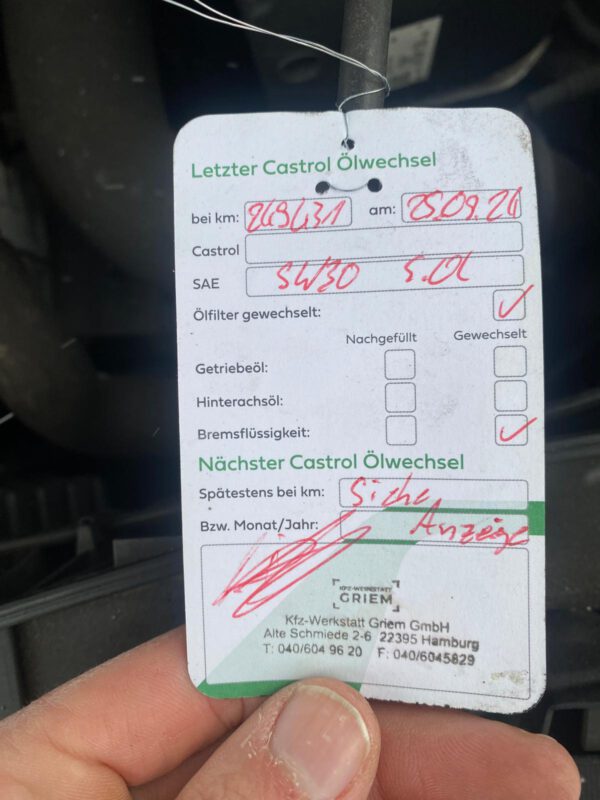 Letzter Castrol Ölwechsel
bei km: 249431 am: 25.09.24
Castrol
SAE 5W30 5.0L
Ölfilter gewechselt: ✓
Nachgefüllt Gewechselt
Getriebeöl:
Hinterachsöl:
Bremsflüssigkeit: ✓
Nächster Castrol Ölwechsel
Spätestens bei km: Siehe
Bzw. Monat/Jahr: Anzeige
KFZ-WERKSTATT
GRIEM
Kfz-Werkstatt Griem GmbH
Alte Schmiede 2-6 22395 Hamburg
T: 040/604 96 20 F: 040/6045829